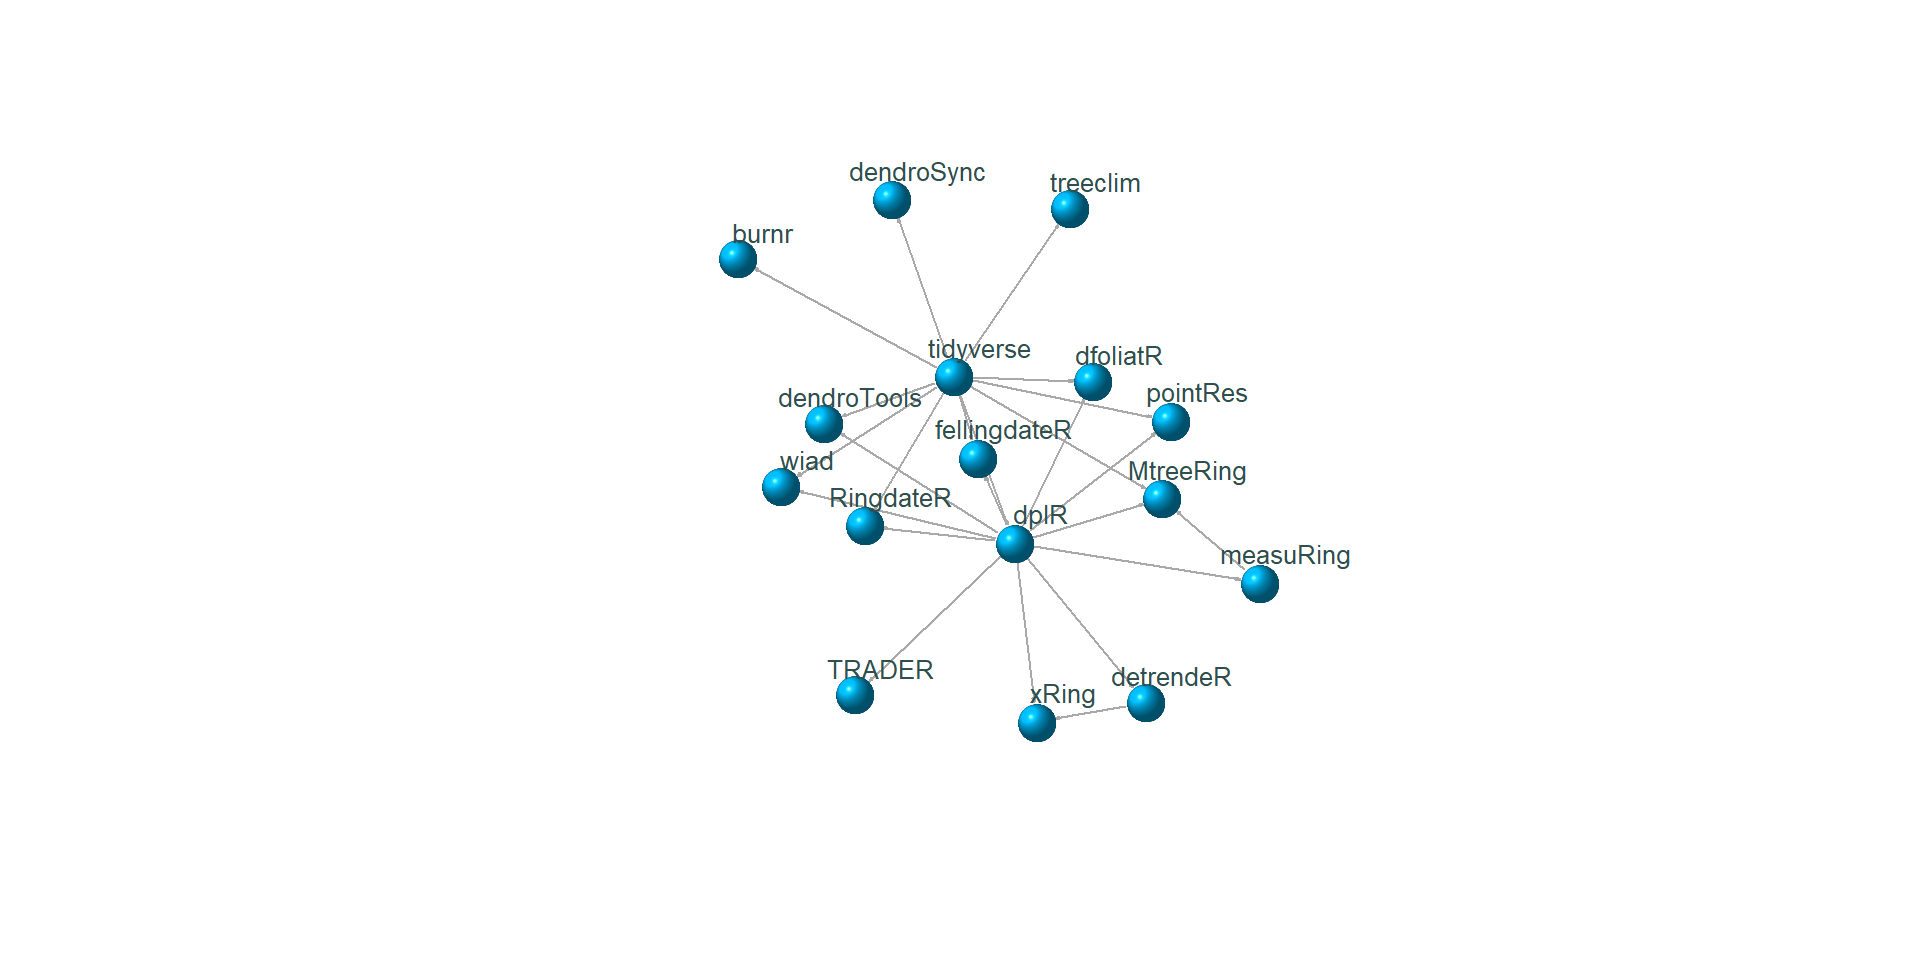 dendroSync
treeclim
burnr
tidyverse
dfoliatR
dendroTools
pointRes
fellingdateR
wiad
MtreeRing
RingdateR
dplR
measuRing
TRADER
detrendeR
xRing